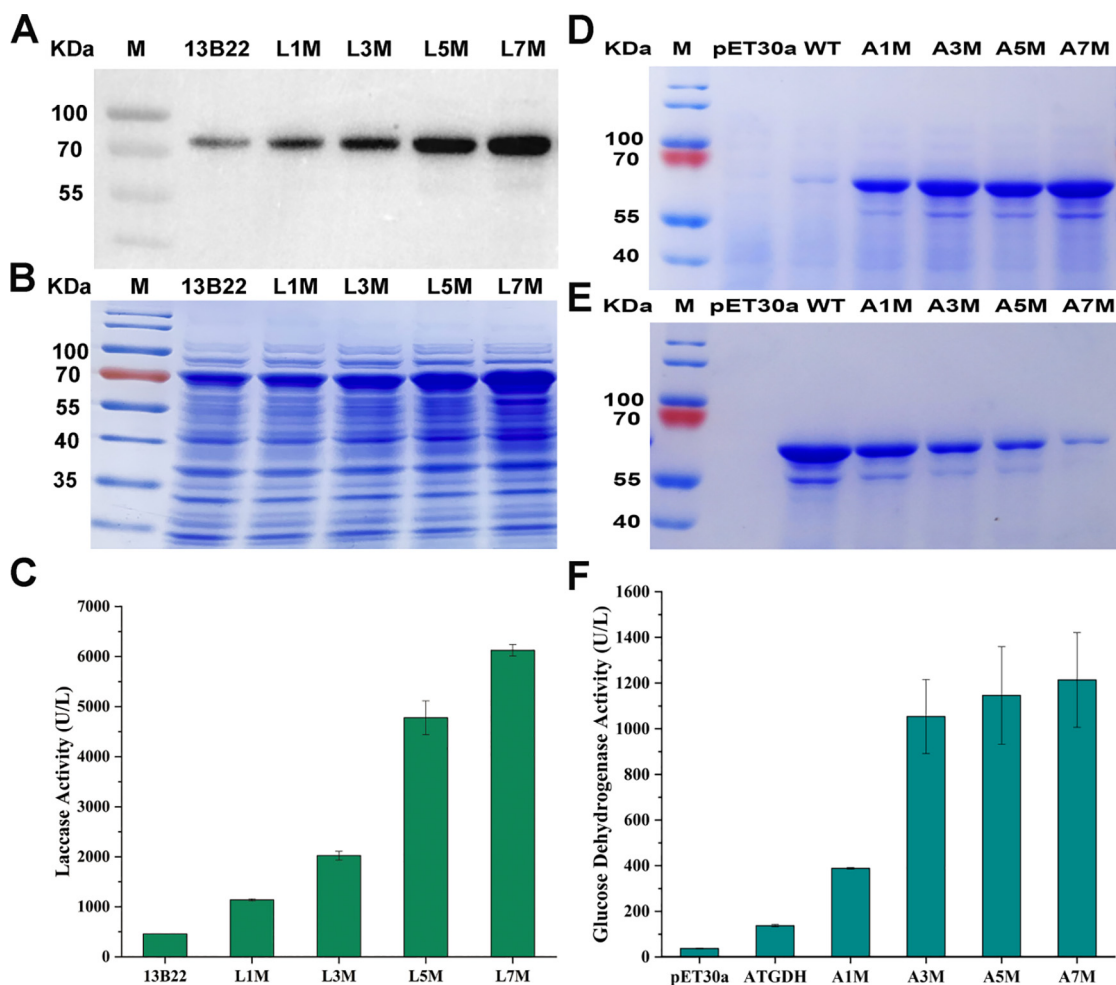 A
KDa M 13B22 L1M L3M L5M L7M
100
70
55
B
KDa M 13B22 L1M L3M L5M L7M
100
70
55
40
35
C
Laccase Activity (U/L)
7000
6000
5000
4000
3000
2000
1000
0
13B22 L1M L3M L5M L7M
D
KDa M pET30a WT A1M A3M A5M A7M
100
70
55
40
E
KDa M pET30a WT A1M A3M A5M A7M
100
70
55
40
F
Glucose Dehydrogenase Activity (U/L)
1600
1400
1200
1000
800
600
400
200
0
pET30a ATGDH A1M A3M A5M A7M